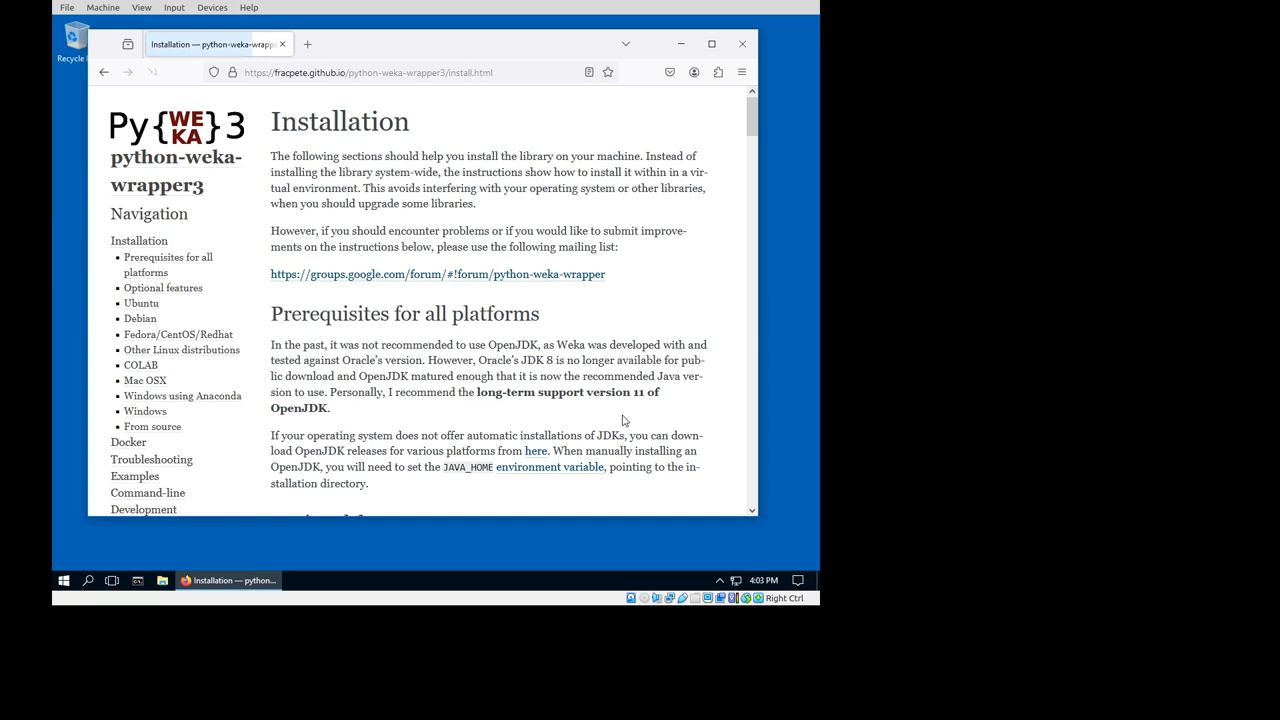 File Machine View Input Devices Help
Recycle
Installation — python-weka-wrappe
https://fracpete.github.io/python-weka-wrapper3/install.html
Py{WEKA}3
python-weka-
wrapper3
Navigation
Installation
Prerequisites for all
platforms
Optional features
Ubuntu
Debian
Fedora/CentOS/Redhat
Other Linux distributions
COLAB
Mac OSX
Windows using Anaconda
Windows
From source
Docker
Troubleshooting
Examples
Command-line
Development
Installation
The following sections should help you install the library on your machine. Instead of
installing the library system-wide, the instructions show how to install it within in a vir-
tual environment. This avoids interfering with your operating system or other libraries,
when you should upgrade some libraries.
However, if you should encounter problems or if you would like to submit improve-
ments on the instructions below, please use the following mailing list:
https://groups.google.com/forum/#!forum/python-weka-wrapper
Prerequisites for all platforms
In the past, it was not recommended to use OpenJDK, as Weka was developed with and
tested against Oracle's version. However, Oracle's JDK 8 is no longer available for pub-
lic download and OpenJDK matured enough that it is now the recommended Java ver-
sion to use. Personally, I recommend the long-term support version 11 of
OpenJDK.
If your operating system does not offer automatic installations of JDKs, you can down-
load OpenJDK releases for various platforms from here. When manually installing an
OpenJDK, you will need to set the JAVA_HOME environment variable, pointing to the in-
stallation directory.
Installation — python...
4:03 PM
Right Ctrl